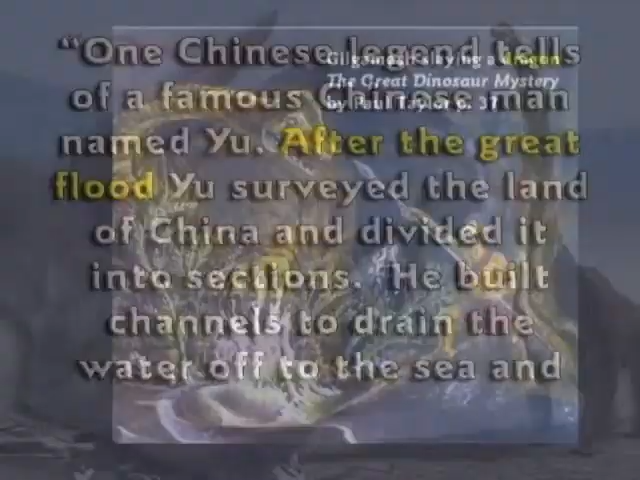 “One Chinese legend tells
of a famous Chinese man
named Yu. After the great
flood Yu surveyed the land
of China and divided it
into sections. He built
channels to drain the
water off to the sea and
Gilgamesh slaying a dragon
The Great Dinosaur Mystery
by Paul Taylor p. 37